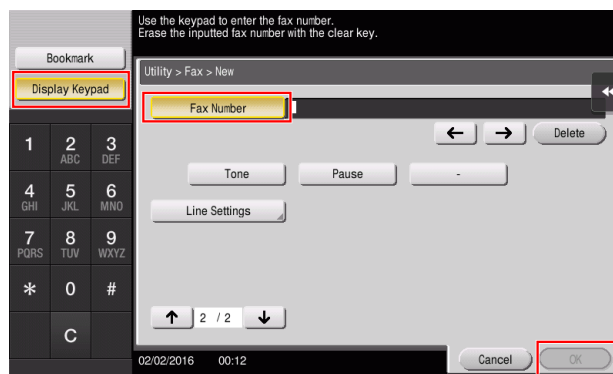 Use the keypad to enter the fax number.
Erase the inputted fax number with the clear key.
Bookmark
Display Keypad
Utility > Fax > New
Fax Number
← → Delete
1 2 3
ABC DEF
Tone Pause -
4 5 6
GHI JKL MNO
Line Settings
7 8 9
PQRS TUV WXYZ
* 0 #
↑ 2 / 2 ↓
C
02/02/2016 00:12
Cancel OK